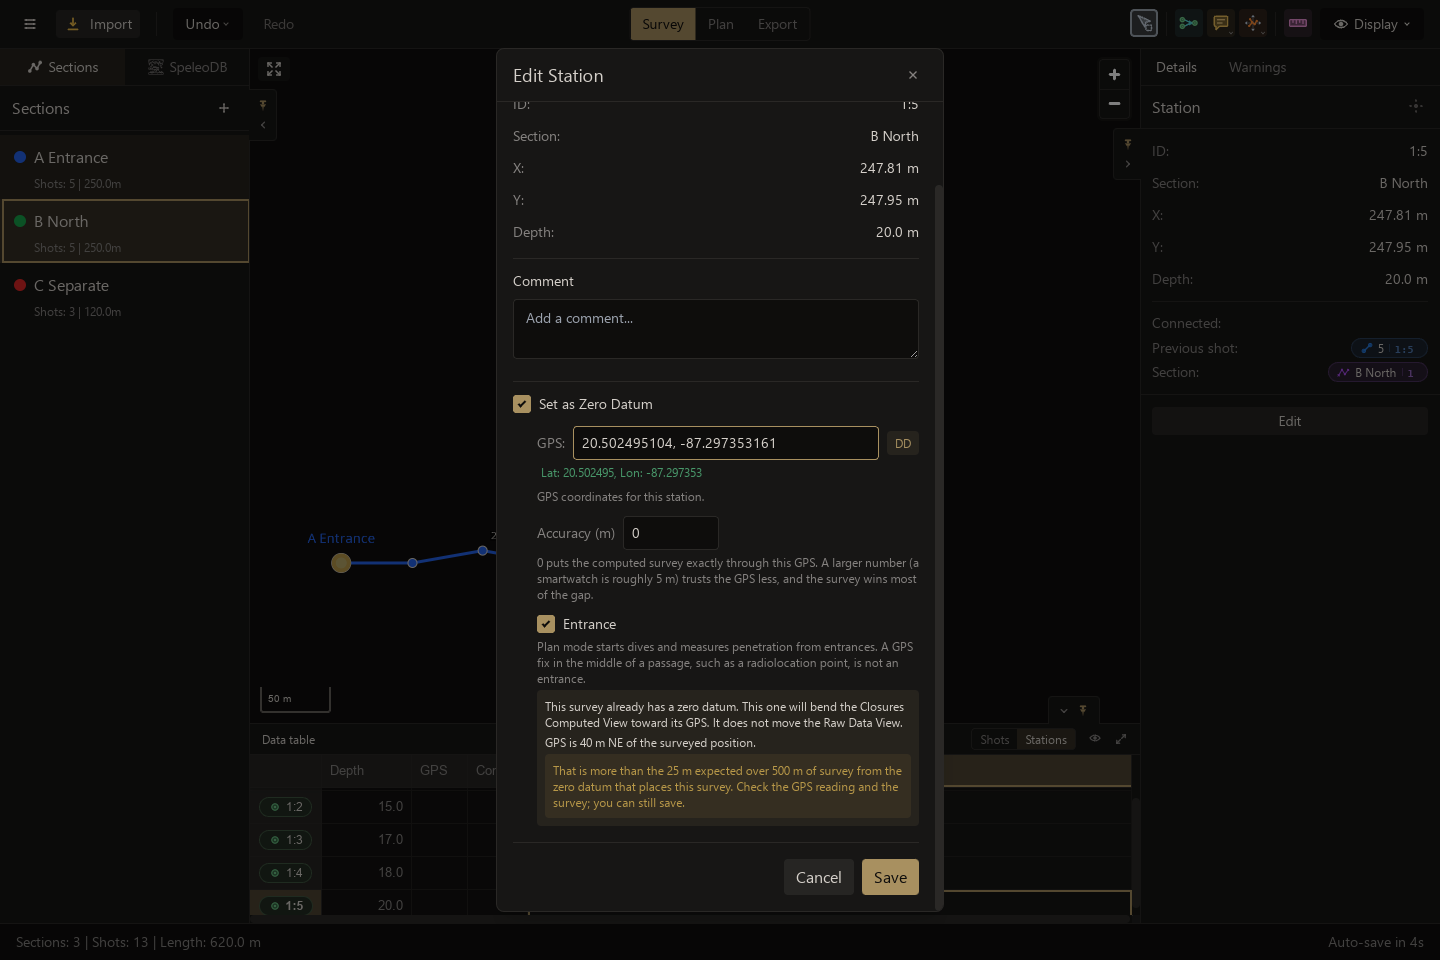 Import
Undo
Redo
Survey
Plan
Export
Display
Sections
SpeleoDB
Sections
A Entrance
Shots: 5 | 250.0m
B North
Shots: 5 | 250.0m
C Separate
Shots: 3 | 120.0m
A Entrance
50 m
Edit Station
ID:
1:5
Section:
B North
X:
247.81 m
Y:
247.95 m
Depth:
20.0 m
Comment
Add a comment...
Set as Zero Datum
GPS:
20.502495104, -87.297353161
DD
Lat: 20.502495, Lon: -87.297353
GPS coordinates for this station.
Accuracy (m)
0
0 puts the computed survey exactly through this GPS. A larger number (a
smartwatch is roughly 5 m) trusts the GPS less, and the survey wins most
of the gap.
Entrance
Plan mode starts dives and measures penetration from entrances. A GPS
fix in the middle of a passage, such as a radiolocation point, is not an
entrance.
This survey already has a zero datum. This one will bend the Closures
Computed View toward its GPS. It does not move the Raw Data View.
GPS is 40 m NE of the surveyed position.
That is more than the 25 m expected over 500 m of survey from the
zero datum that places this survey. Check the GPS reading and the
survey; you can still save.
Cancel
Save
Details
Warnings
Station
ID:
1:5
Section:
B North
X:
247.81 m
Y:
247.95 m
Depth:
20.0 m
Connected:
Previous shot:
5 1:5
Section:
B North 1
Edit
Data table
Shots
Stations
Depth
GPS
1:2
15.0
1:3
17.0
1:4
18.0
1:5
20.0
Sections: 3 | Shots: 13 | Length: 620.0 m
Auto-save in 4s